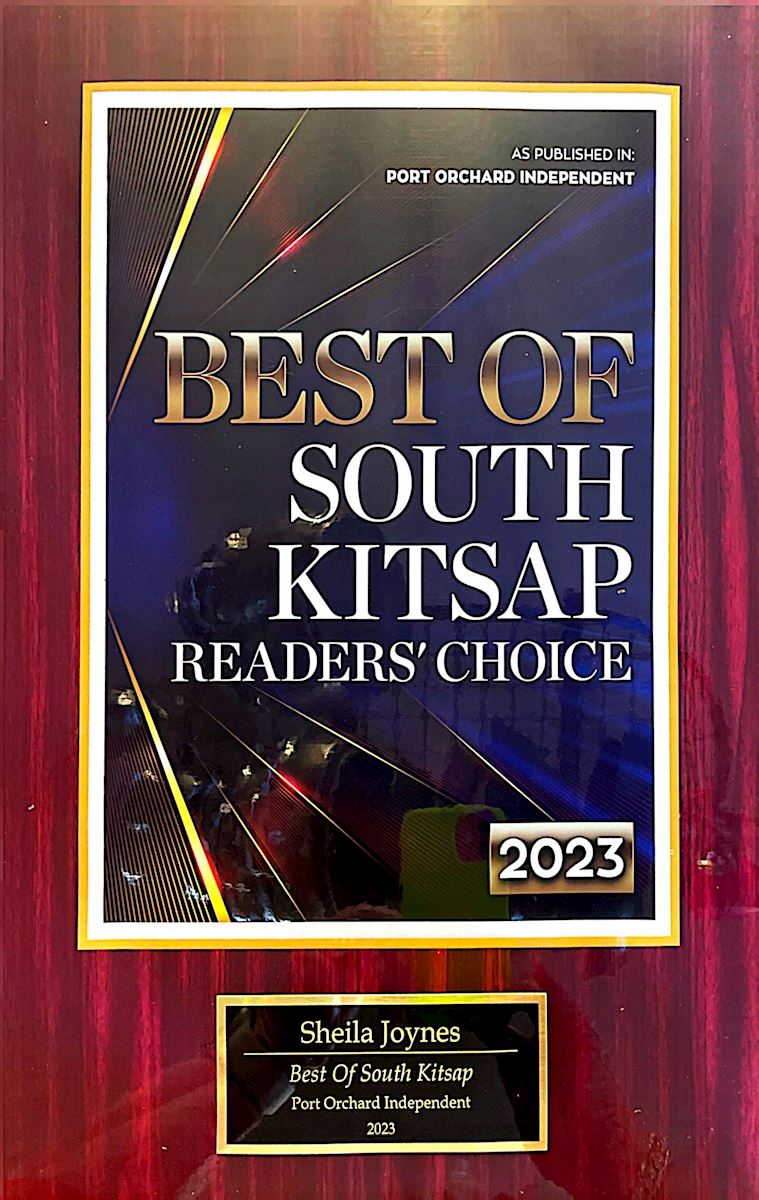 AS PUBLISHED IN:
PORT ORCHARD INDEPENDENT
BEST OF
SOUTH
KITSAP
READERS' CHOICE
2023
Sheila Joynes
Best Of South Kitsap
Port Orchard Independent
2023